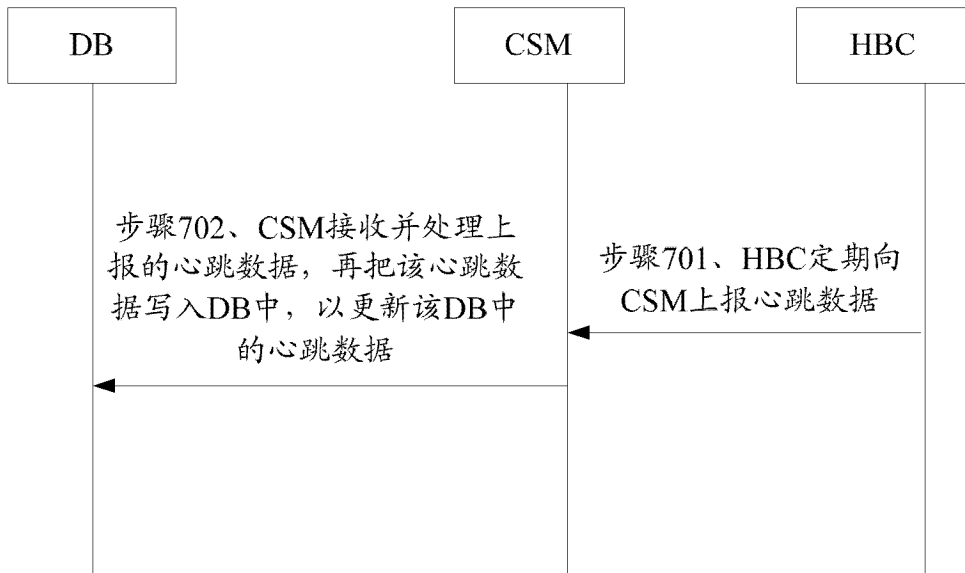 DB
CSM
HBC
步骤702、CSM接收并处理上
报的心跳数据，再把该心跳数
据写入DB中，以更新该DB中
的心跳数据
步骤701、HBC定期向
CSM上报心跳数据